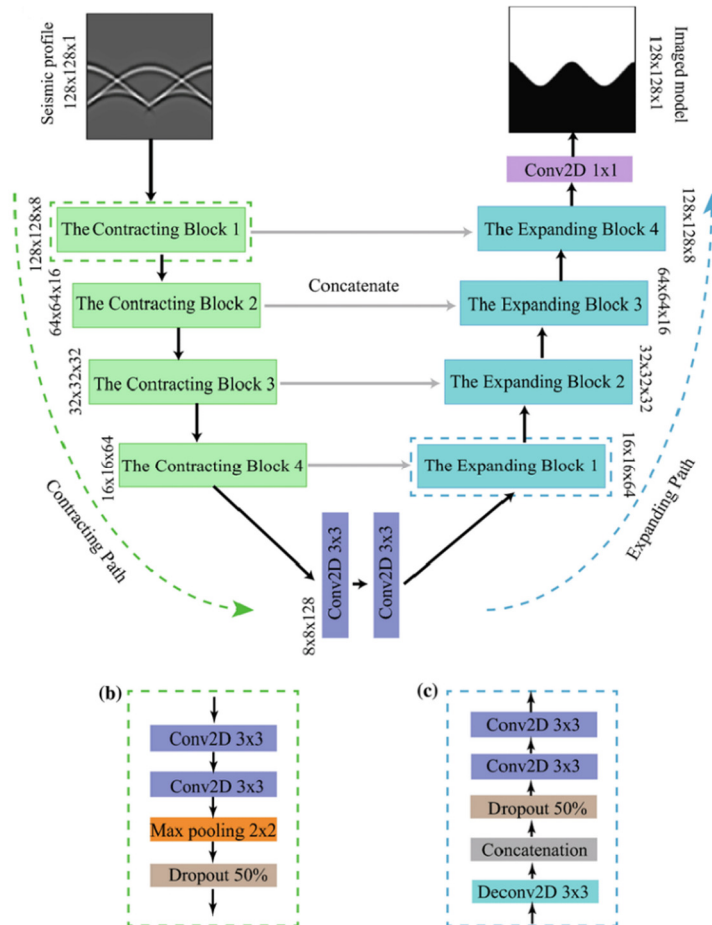 Seismic profile
128x128x1
Imaged model
128x128x1
Conv2D 1x1
128x128x8
The Contracting Block 1
The Expanding Block 4
128x128x8
64x64x16
The Contracting Block 2
Concatenate
The Expanding Block 3
64x64x16
32x32x32
The Contracting Block 3
The Expanding Block 2
32x32x32
16x16x64
The Contracting Block 4
The Expanding Block 1
16x16x64
Contracting Path
Expanding Path
8x8x128
Conv2D 3x3
Conv2D 3x3
(b)
Conv2D 3x3
Conv2D 3x3
Max pooling 2x2
Dropout 50%
(c)
Conv2D 3x3
Conv2D 3x3
Dropout 50%
Concatenation
Deconv2D 3x3